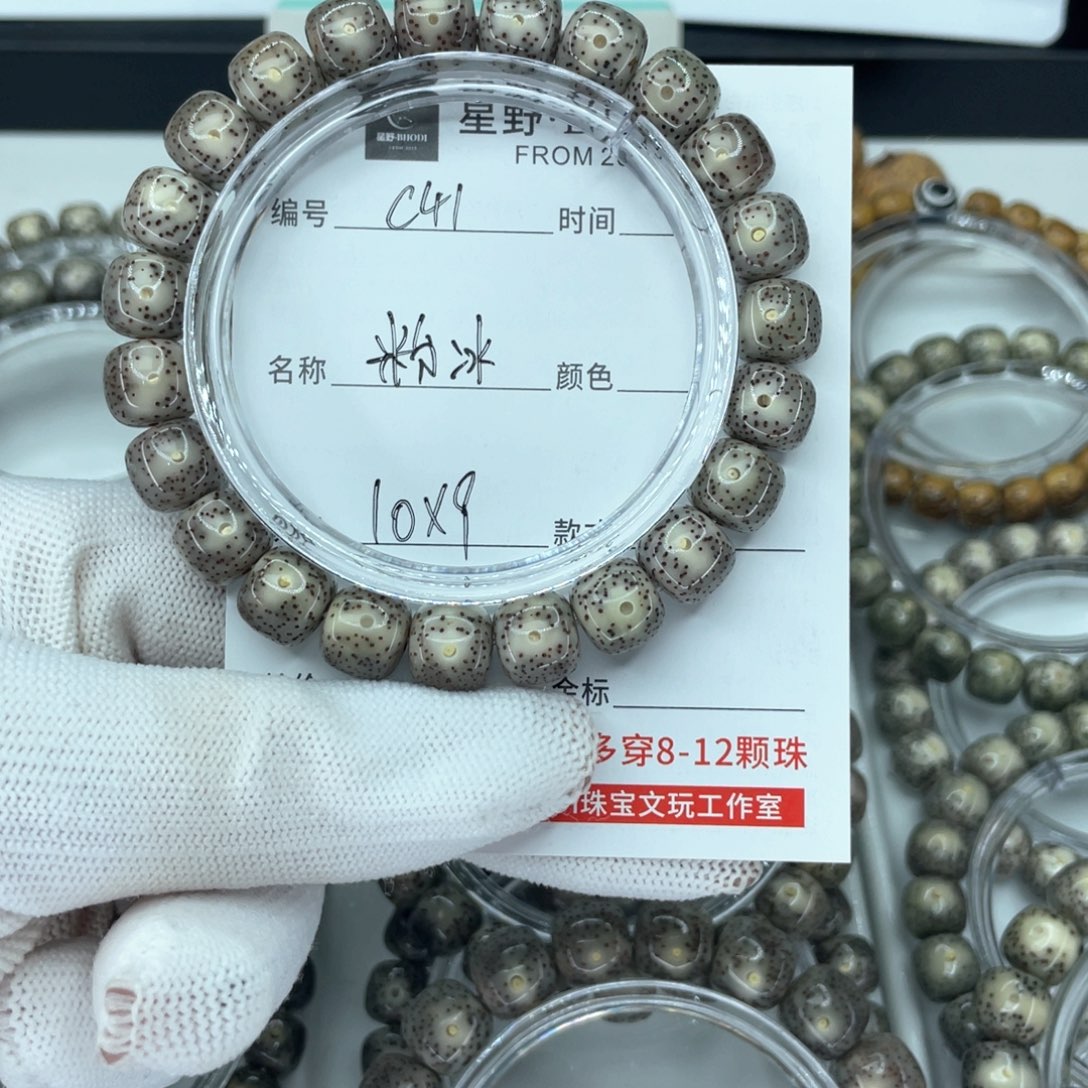 星野·
星野·BHODI
FROM 20
编号 C41 时间
名称 粉冰 颜色
10X9 款式
金标
多穿8-12颗珠
珠宝文玩工作室